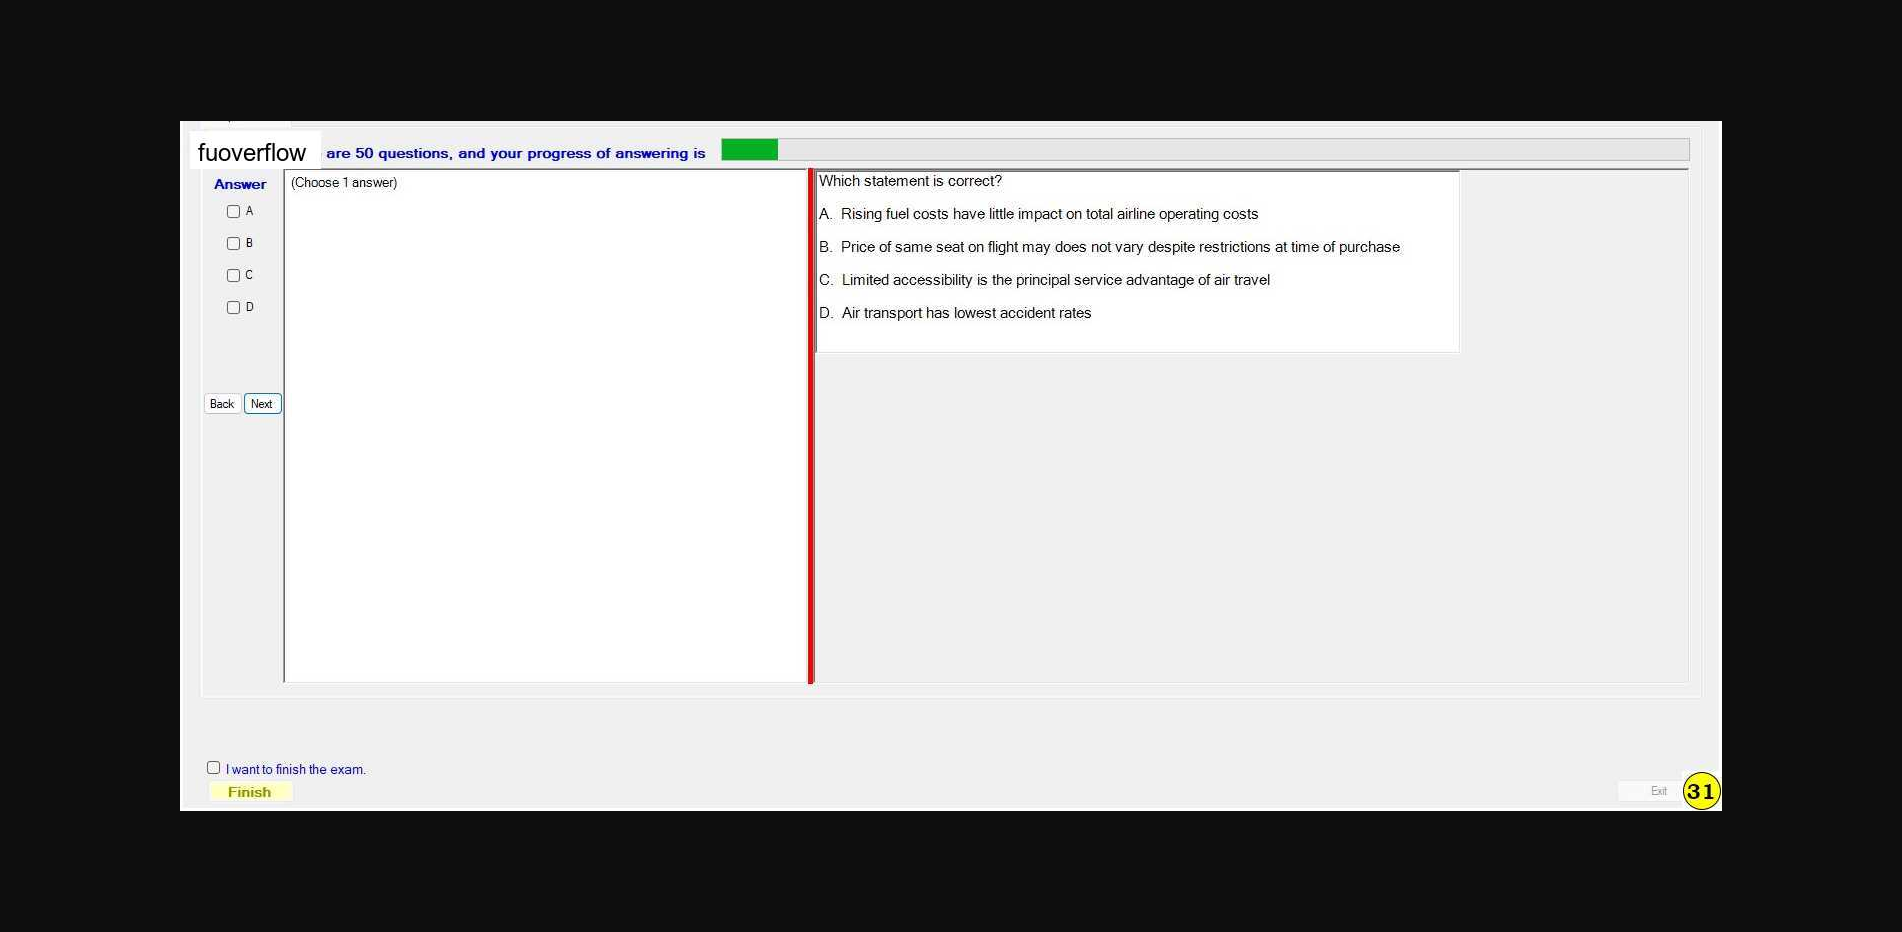 fuoverflow are 50 questions, and your progress of answering is
Answer
A
B
C
D
Back Next
(Choose 1 answer)
Which statement is correct?
A. Rising fuel costs have little impact on total airline operating costs
B. Price of same seat on flight may does not vary despite restrictions at time of purchase
C. Limited accessibility is the principal service advantage of air travel
D. Air transport has lowest accident rates
I want to finish the exam.
Finish
Exit
31